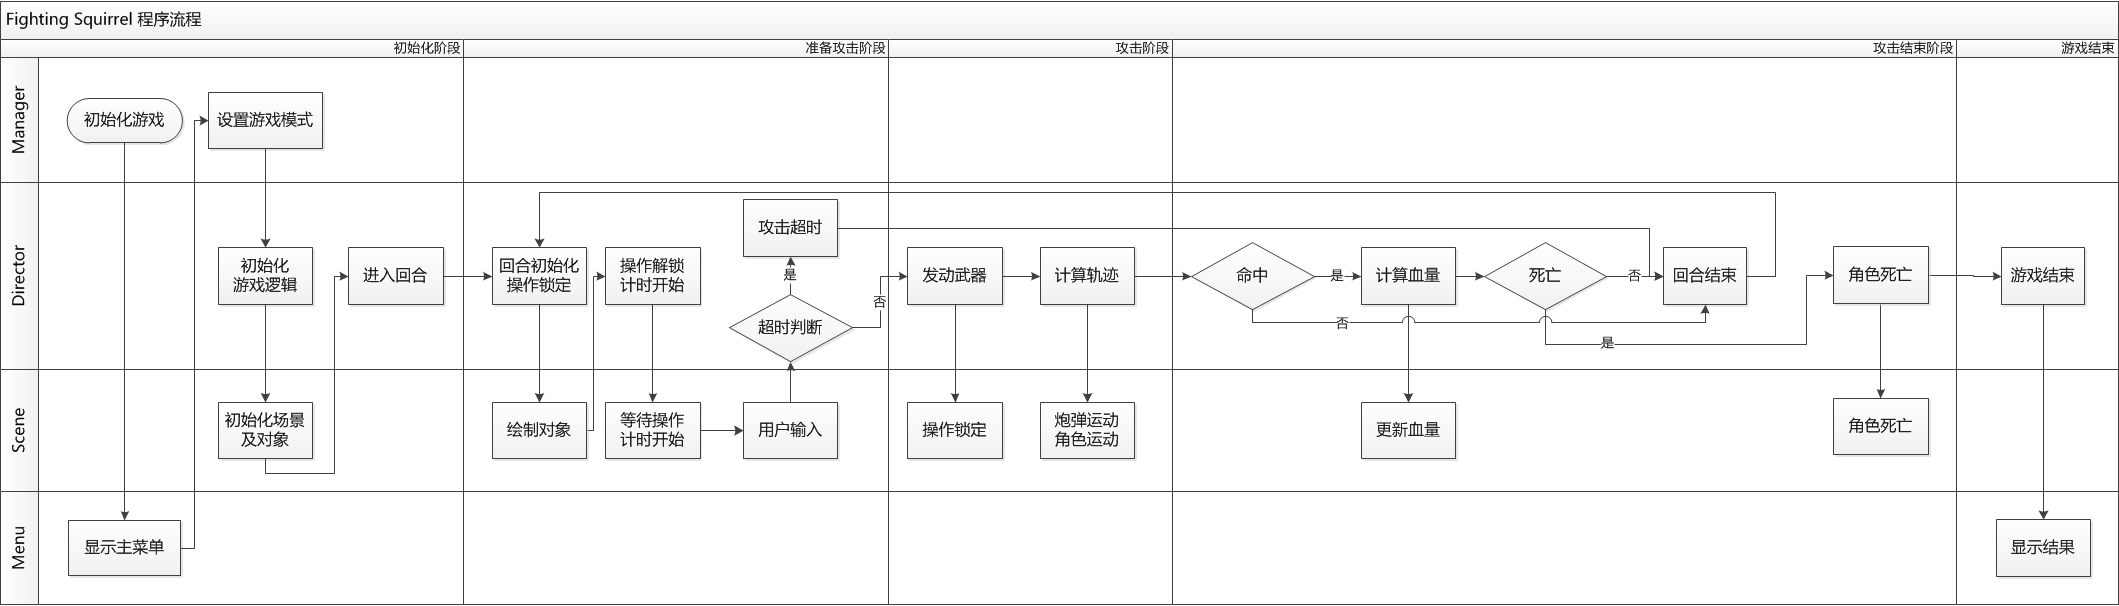 Fighting Squirrel 程序流程
初始化阶段
准备攻击阶段
攻击阶段
攻击结束阶段
游戏结束
Manager
初始化游戏
设置游戏模式
Director
初始化
游戏逻辑
进入回合
回合初始化
操作锁定
操作解锁
计时开始
攻击超时
是
超时判断
否
发动武器
计算轨迹
命中
是
否
计算血量
死亡
否
是
回合结束
角色死亡
游戏结束
Scene
初始化场景
及对象
绘制对象
等待操作
计时开始
用户输入
操作锁定
炮弹运动
角色运动
更新血量
角色死亡
Menu
显示主菜单
显示结果